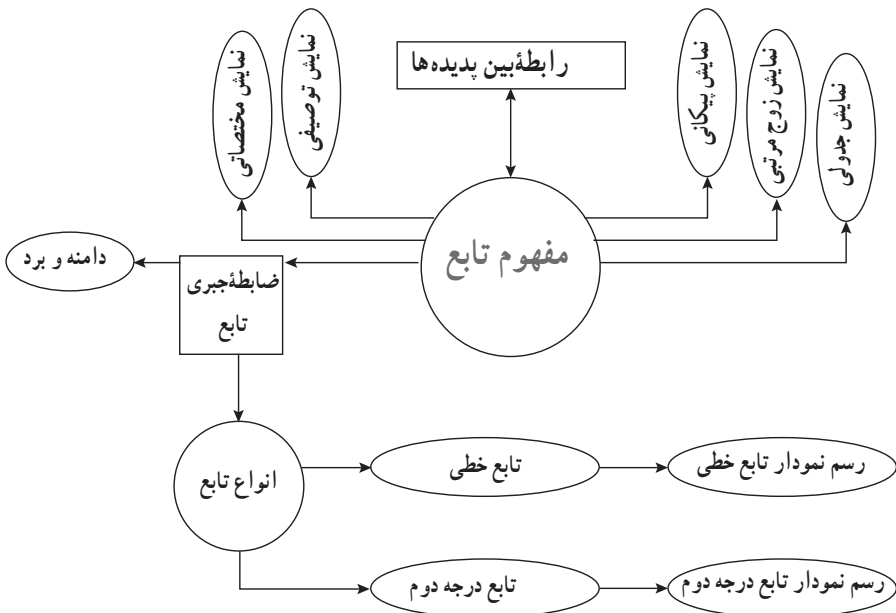 رابطهٔ بین پدیده‌ها
نمایش جدولی
نمایش زوج مرتبی
نمایش پیکانی
نمایش توصیفی
نمایش مختصاتی
مفهوم تابع
ضابطهٔ جبری
تابع
دامنه و برد
انواع تابع
تابع خطی
رسم نمودار تابع خطی
تابع درجه دوم
رسم نمودار تابع درجه دوم